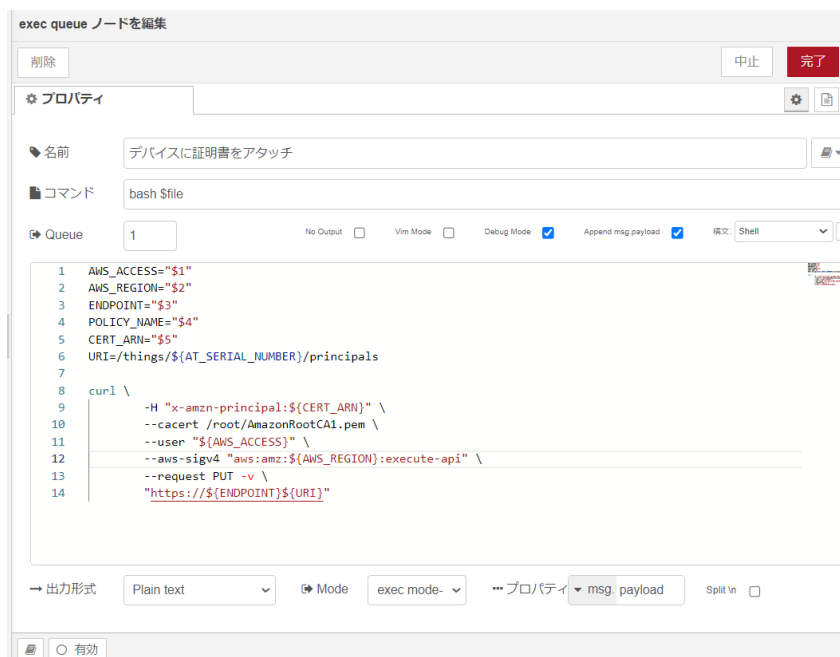 exec queue ノードを編集
削除
中止
完了
プロパティ
名前
デバイスに証明書をアタッチ
コマンド
bash $file
Queue
1
No Output
Vim Mode
Debug Mode
Append msg.payload
構文:
Shell
1 AWS_ACCESS="$1"
2 AWS_REGION="$2"
3 ENDPOINT="$3"
4 POLICY_NAME="$4"
5 CERT_ARN="$5"
6 URI=/things/${AT_SERIAL_NUMBER}/principals
7
8 curl \
9 -H "x-amzn-principal:${CERT_ARN}" \
10 --cacert /root/AmazonRootCA1.pem \
11 --user "${AWS_ACCESS}" \
12 --aws-sigv4 "aws:amz:${AWS_REGION}:execute-api" \
13 --request PUT -v \
14 "https://${ENDPOINT}${URI}"
出力形式
Plain text
Mode
exec mode-
プロパティ
msg. payload
Split \n
有効